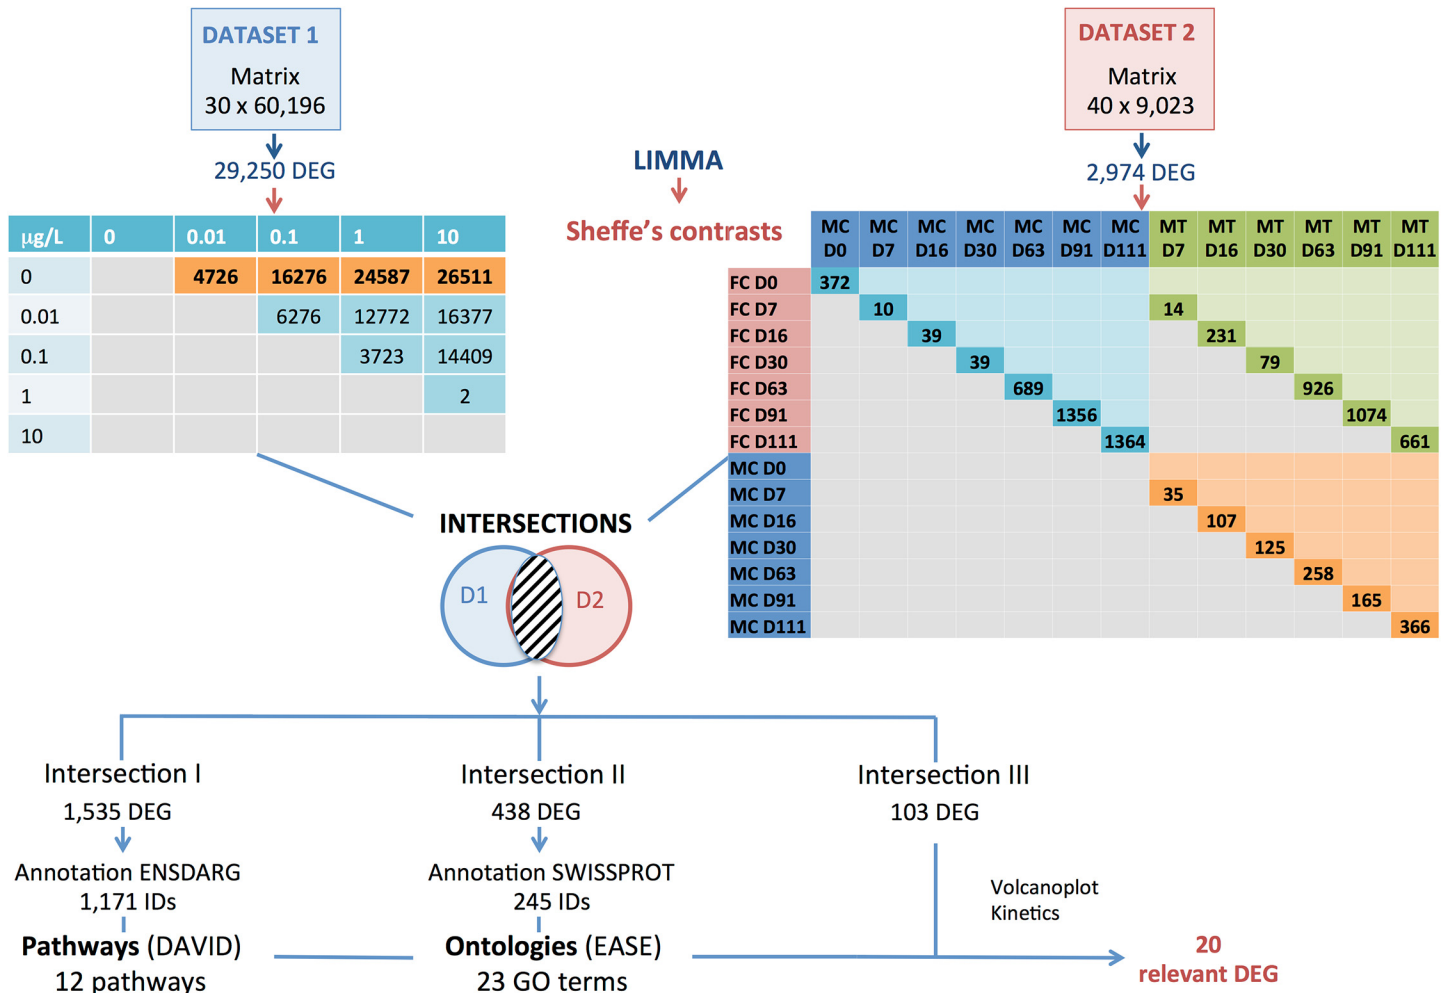 DATASET 1
Matrix
30 x 60,196
29,250 DEG
DATASET 2
Matrix
40 x 9,023
2,974 DEG
LIMMA
Sheffe's contrasts
µg/L 0 0.01 0.1 1 10
0 4726 16276 24587 26511
0.01 6276 12772 16377
0.1 3723 14409
1 2
10
MC MC MC MC MC MC MC MT MT MT MT MT MT
D0 D7 D16 D30 D63 D91 D111 D7 D16 D30 D63 D91 D111
FC D0 372
FC D7 10 14
FC D16 39 231
FC D30 39 79
FC D63 689 926
FC D91 1356 1074
FC D111 1364 661
MC D0
MC D7 35
MC D16 107
MC D30 125
MC D63 258
MC D91 165
MC D111 366
INTERSECTIONS
D1 D2
Intersection I
1,535 DEG
Annotation ENSDARG
1,171 IDs
Pathways (DAVID)
12 pathways
Intersection II
438 DEG
Annotation SWISSPROT
245 IDs
Ontologies (EASE)
23 GO terms
Intersection III
103 DEG
Volcanoplot
Kinetics
20
relevant DEG